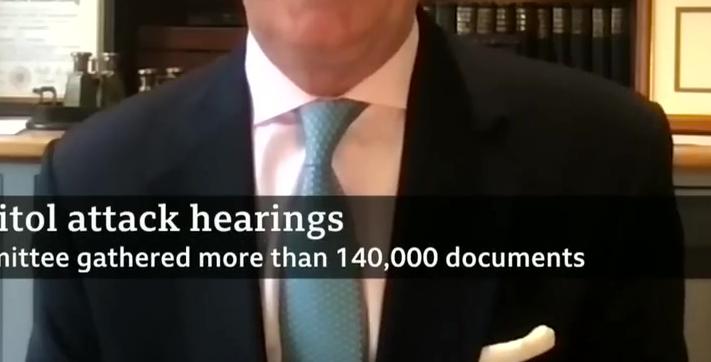 itol attack hearings
mittee gathered more than 140,000 documents